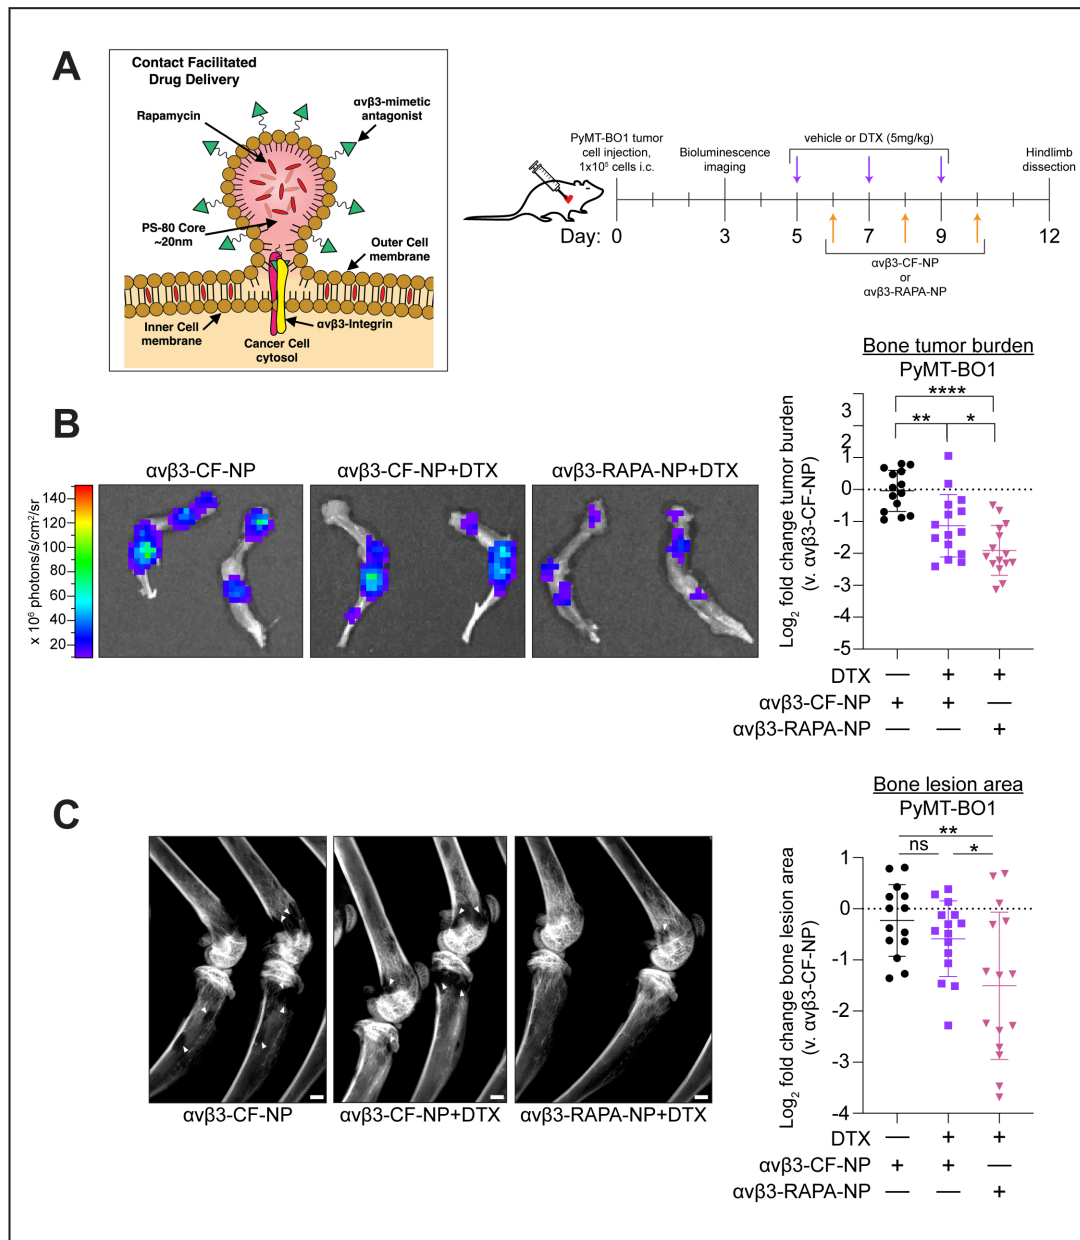 A
Contact Facilitated
Drug Delivery
Rapamycin
αvβ3-mimetic
antagonist
PS-80 Core
~20nm
Outer Cell
membrane
Inner Cell
membrane
αvβ3-Integrin
Cancer Cell
cytosol
PyMT-BO1 tumor
cell injection,
1x10⁵ cells i.c.
Bioluminescence
imaging
vehicle or DTX (5mg/kg)
Hindlimb
dissection
Day: 0 3 5 7 9 12
αvβ3-CF-NP
or
αvβ3-RAPA-NP
B
αvβ3-CF-NP αvβ3-CF-NP+DTX αvβ3-RAPA-NP+DTX
x 10⁶ photons/s/cm²/sr
140
120
100
80
60
40
20
Bone tumor burden
PyMT-BO1
Log₂ fold change tumor burden
(v. αvβ3-CF-NP)
3
2
1
0
-1
-2
-3
-4
-5
****
** *
DTX — + +
αvβ3-CF-NP + + —
αvβ3-RAPA-NP — — +
C
αvβ3-CF-NP αvβ3-CF-NP+DTX αvβ3-RAPA-NP+DTX
Bone lesion area
PyMT-BO1
Log₂ fold change bone lesion area
(v. αvβ3-CF-NP)
1
0
-1
-2
-3
-4
**
ns *
DTX — + +
αvβ3-CF-NP + + —
αvβ3-RAPA-NP — — +